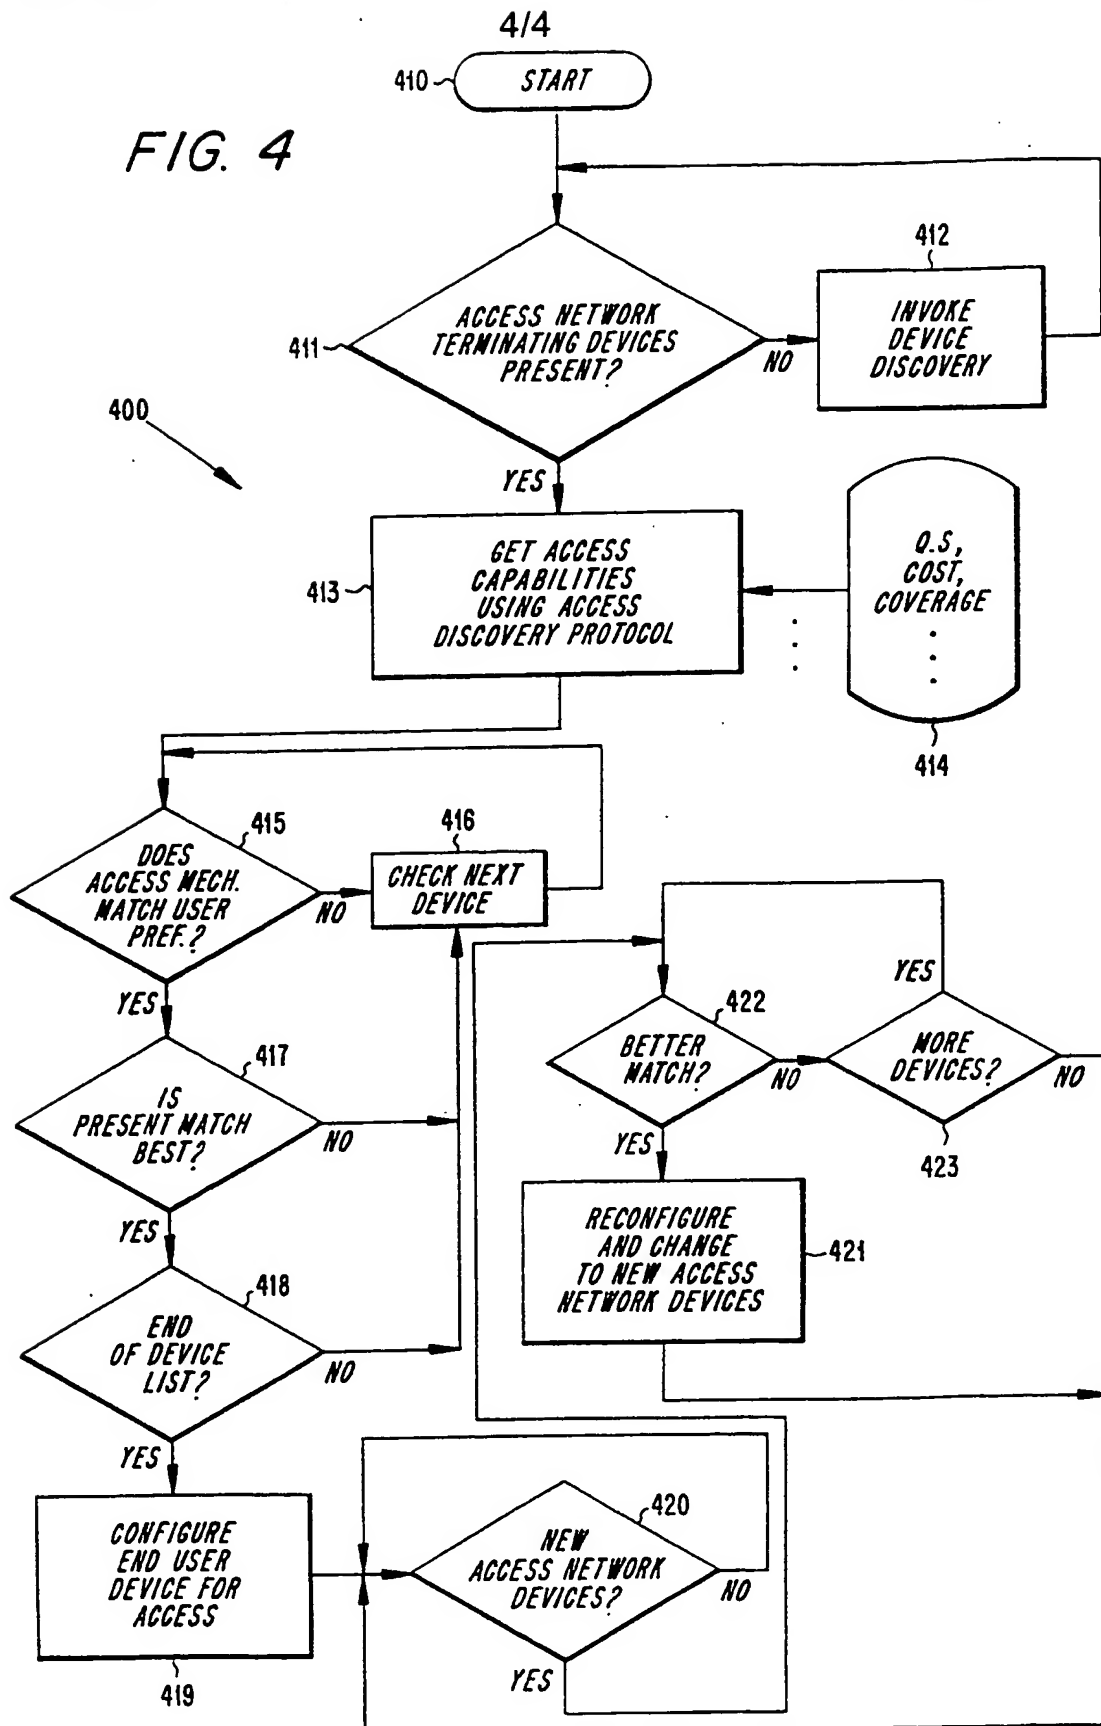 4/4
FIG. 4
410
START
411
ACCESS NETWORK
TERMINATING DEVICES
PRESENT?
NO
412
INVOKE
DEVICE
DISCOVERY
400
YES
413
GET ACCESS
CAPABILITIES
USING ACCESS
DISCOVERY PROTOCOL
Q.S,
COST,
COVERAGE
414
415
DOES
ACCESS MECH.
MATCH USER
PREF.?
NO
416
CHECK NEXT
DEVICE
YES
417
IS
PRESENT MATCH
BEST?
NO
YES
418
END
OF DEVICE
LIST?
NO
YES
CONFIGURE
END USER
DEVICE FOR
ACCESS
419
420
NEW
ACCESS NETWORK
DEVICES?
NO
YES
422
BETTER
MATCH?
NO
YES
MORE
DEVICES?
NO
423
YES
RECONFIGURE
AND CHANGE
TO NEW ACCESS
NETWORK DEVICES
421